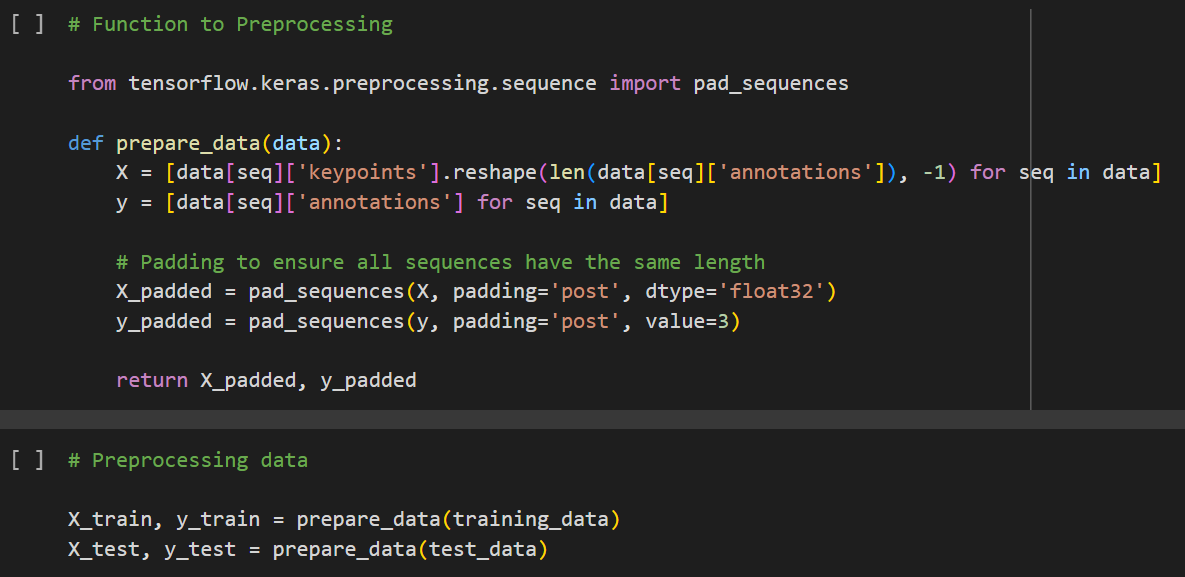 [ ] # Function to Preprocessing
from tensorflow.keras.preprocessing.sequence import pad_sequences
def prepare_data(data):
X = [data[seq]['keypoints'].reshape(len(data[seq]['annotations']), -1) for seq in data]
y = [data[seq]['annotations'] for seq in data]
# Padding to ensure all sequences have the same length
X_padded = pad_sequences(X, padding='post', dtype='float32')
y_padded = pad_sequences(y, padding='post', value=3)
return X_padded, y_padded
[ ] # Preprocessing data
X_train, y_train = prepare_data(training_data)
X_test, y_test = prepare_data(test_data)